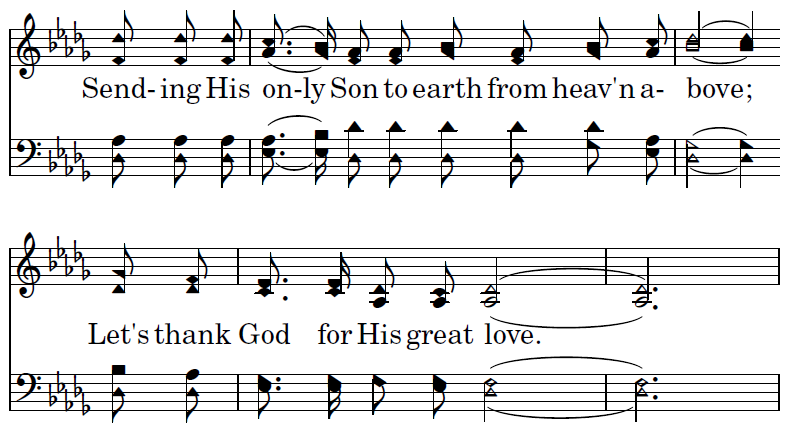 Send- ing His on-ly Son to earth from heav'n a- bove;
Let's thank God for His great love.